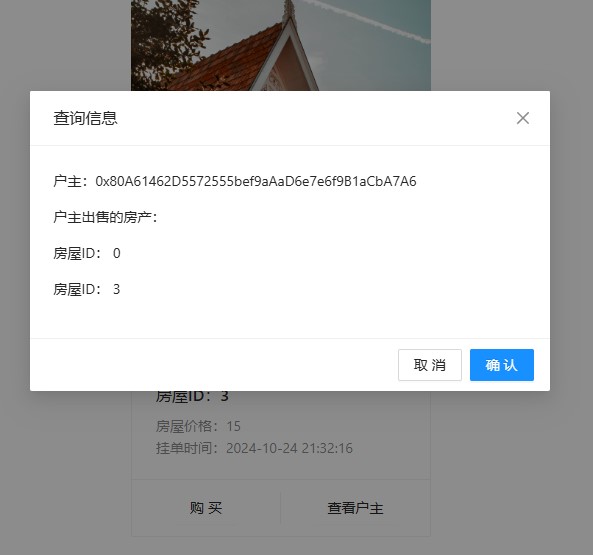 查询信息
户主：0x80A61462D5572555bef9aAaD6e7e6f9B1aCbA7A6
户主出售的房产：
房屋ID： 0
房屋ID： 3
取 消
确 认
房屋ID：3
房屋价格：15
挂单时间：2024-10-24 21:32:16
购 买
查看户主